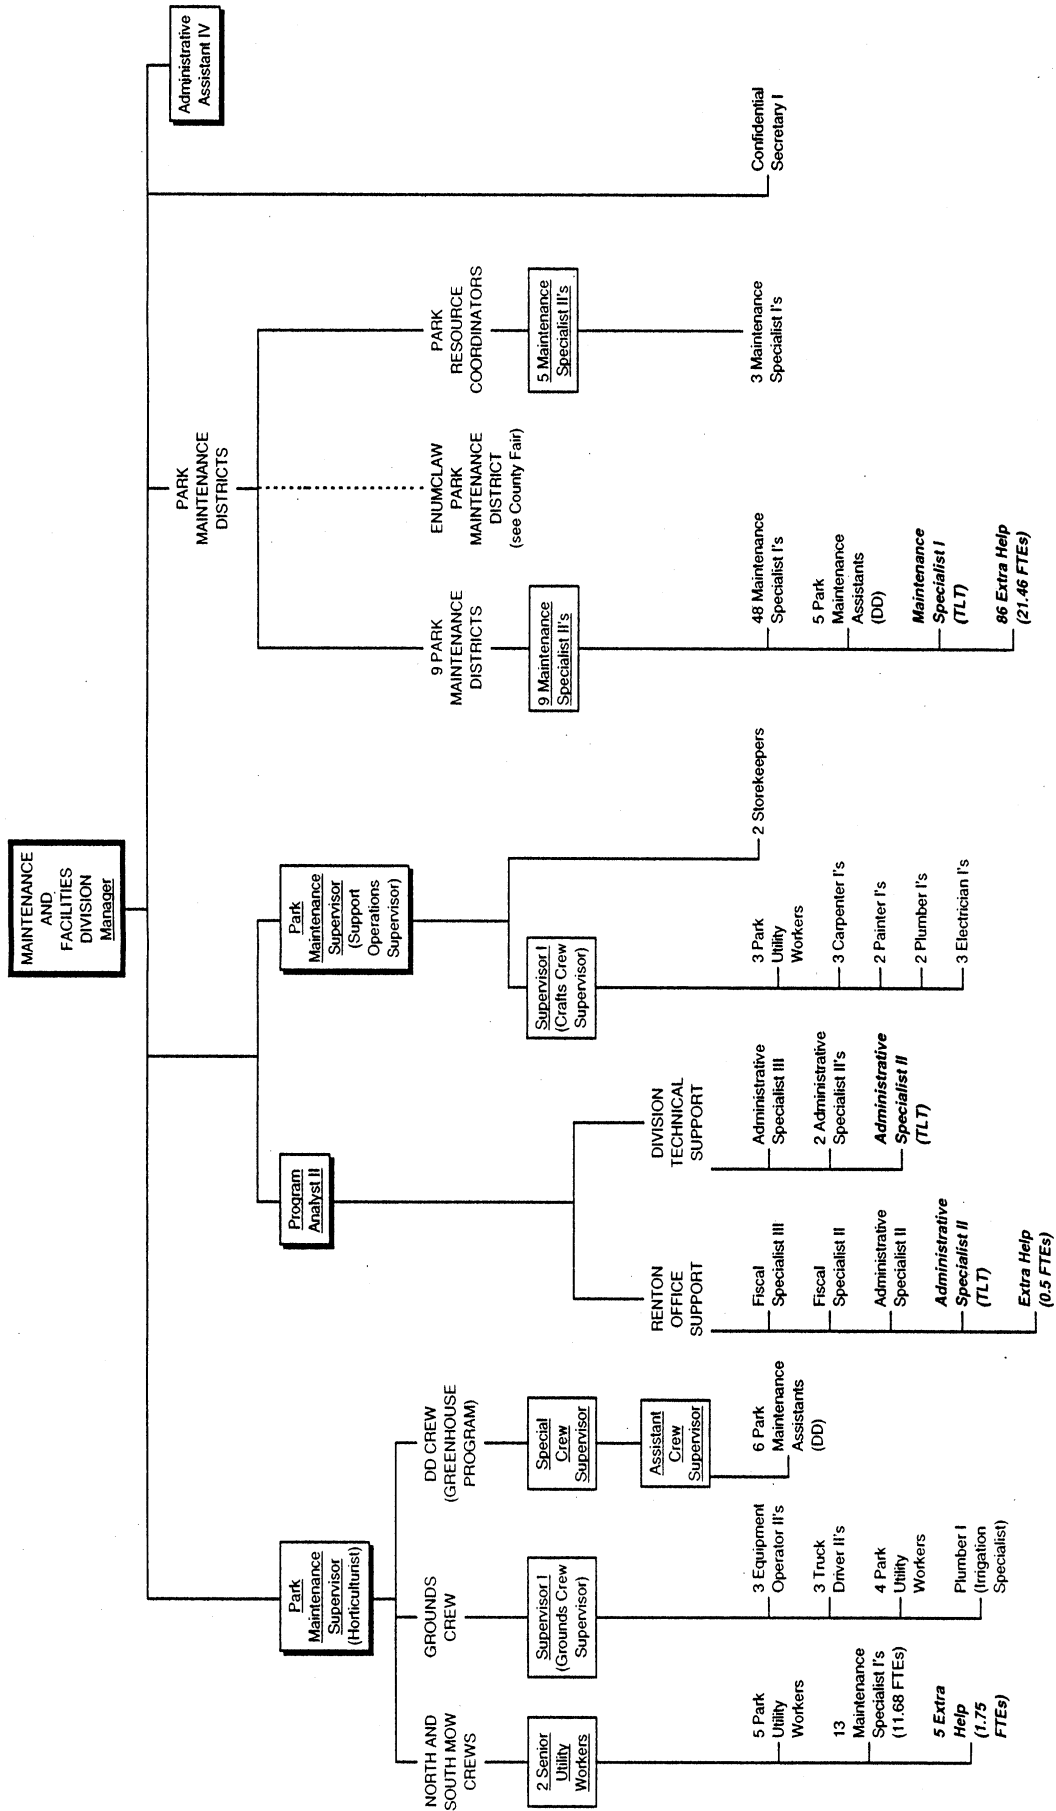 MAINTENANCE
AND
FACILITIES
DIVISION
Manager
Administrative
Assistant IV
Park
Maintenance
Supervisor
(Horticulturist)
NORTH AND
SOUTH MOW
CREWS
2 Senior
Utility
Workers
5 Park
Utility
Workers
13
Maintenance
Specialist I's
(11.68 FTEs)
5 Extra
Help
(1.75
FTEs)
GROUNDS
CREW
Supervisor I
(Grounds Crew
Supervisor)
3 Equipment
Operator II's
3 Truck
Driver II's
4 Park
Utility
Workers
Plumber I
(Irrigation
Specialist)
DD CREW
(GREENHOUSE
PROGRAM)
Special
Crew
Supervisor
Assistant
Crew
Supervisor
6 Park
Maintenance
Assistants
(DD)
Program
Analyst II
RENTON
OFFICE
SUPPORT
Fiscal
Specialist III
Fiscal
Specialist II
Administrative
Specialist II
Administrative
Specialist II
(TLT)
Extra Help
(0.5 FTEs)
DIVISION
TECHNICAL
SUPPORT
Administrative
Specialist III
2 Administrative
Specialist II's
Administrative
Specialist II
(TLT)
Park
Maintenance
Supervisor
(Support
Operations
Supervisor)
Supervisor I
(Crafts Crew
Supervisor)
3 Park
Utility
Workers
3 Carpenter I's
2 Painter I's
2 Plumber I's
3 Electrician I's
2 Storekeepers
PARK
MAINTENANCE
DISTRICTS
9 PARK
MAINTENANCE
DISTRICTS
9 Maintenance
Specialist II's
48 Maintenance
Specialist I's
5 Park
Maintenance
Assistants
(DD)
Maintenance
Specialist I
(TLT)
86 Extra Help
(21.46 FTEs)
ENUMCLAW
PARK
MAINTENANCE
DISTRICT
(see County Fair)
PARK
RESOURCE
COORDINATORS
5 Maintenance
Specialist II's
3 Maintenance
Specialist I's
Confidential
Secretary I